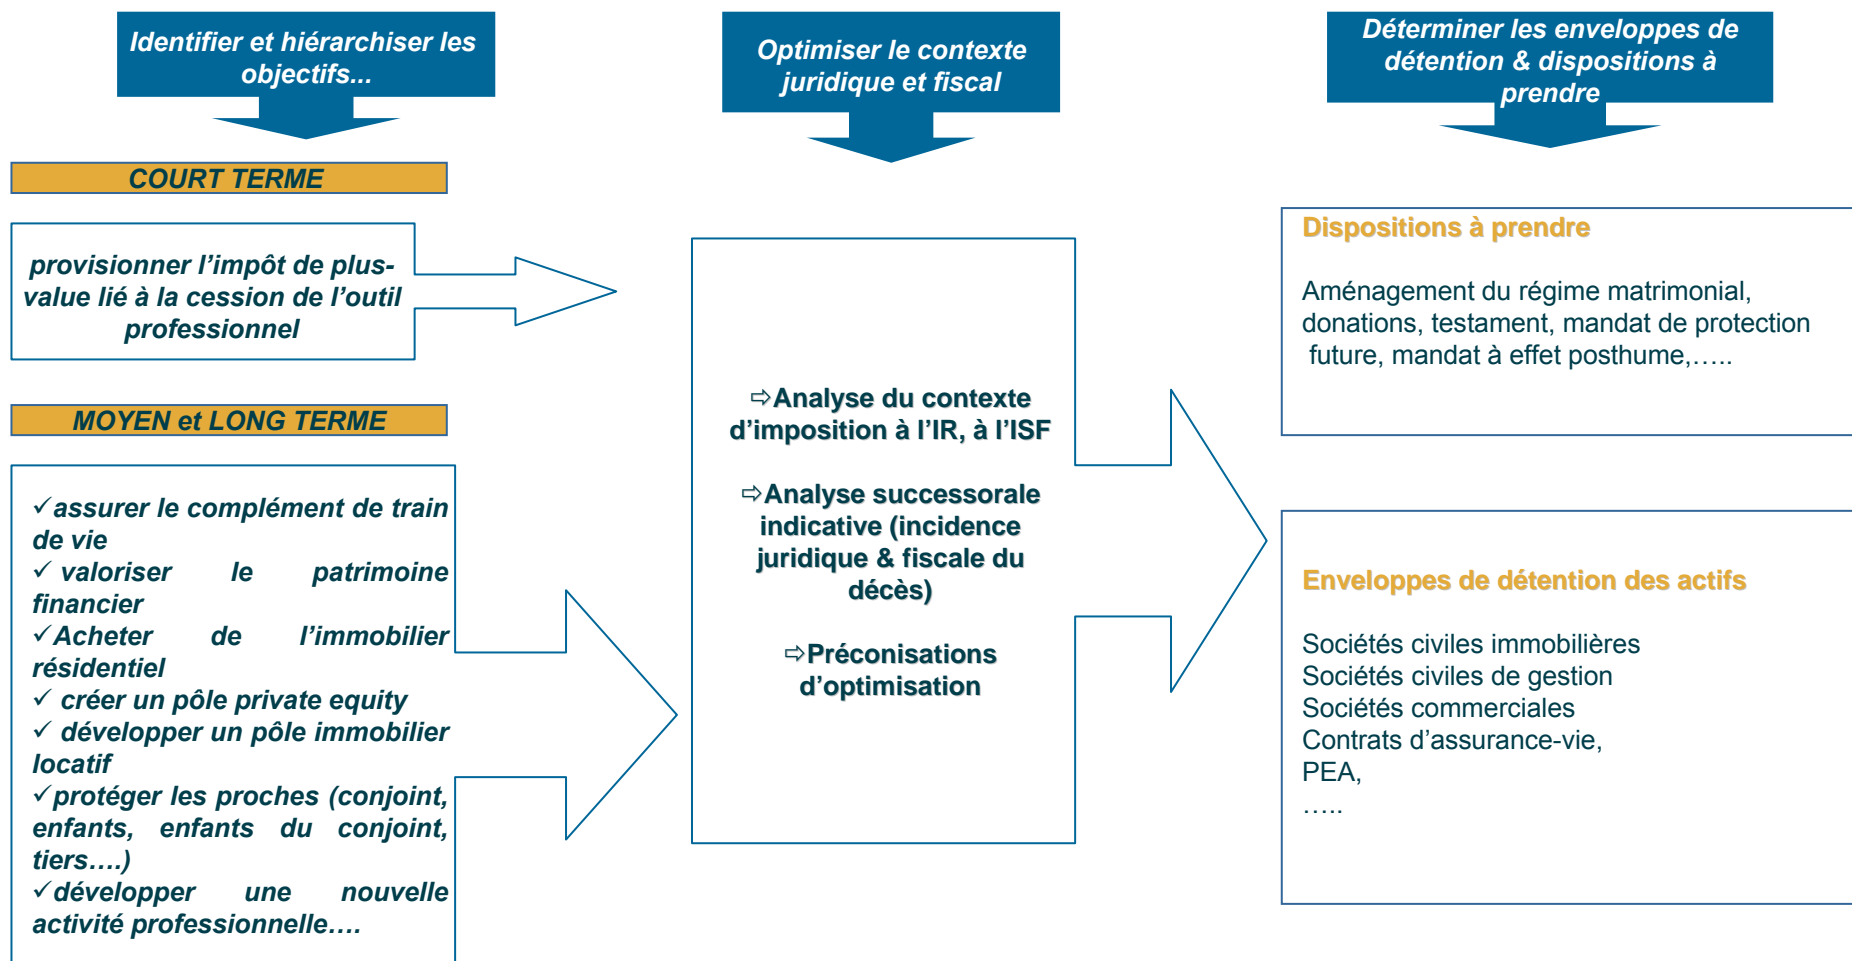 Identifier et hiérarchiser les
objectifs...
COURT TERME
provisionner l’impôt de plus-
value lié à la cession de l’outil
professionnel
MOYEN et LONG TERME
✓assurer le complément de train
de vie
✓ valoriser le patrimoine
financier
✓Acheter de l’immobilier
résidentiel
✓ créer un pôle private equity
✓ développer un pôle immobilier
locatif
✓protéger les proches (conjoint,
enfants, enfants du conjoint,
tiers….)
✓développer une nouvelle
activité professionnelle….
Optimiser le contexte
juridique et fiscal
⇨Analyse du contexte
d’imposition à l’IR, à l’ISF
⇨Analyse successorale
indicative (incidence
juridique & fiscale du
décès)
⇨Préconisations
d’optimisation
Déterminer les enveloppes de
détention & dispositions à
prendre
Dispositions à prendre
Aménagement du régime matrimonial,
donations, testament, mandat de protection
future, mandat à effet posthume,…..
Enveloppes de détention des actifs
Sociétés civiles immobilières
Sociétés civiles de gestion
Sociétés commerciales
Contrats d’assurance-vie,
PEA,
…..